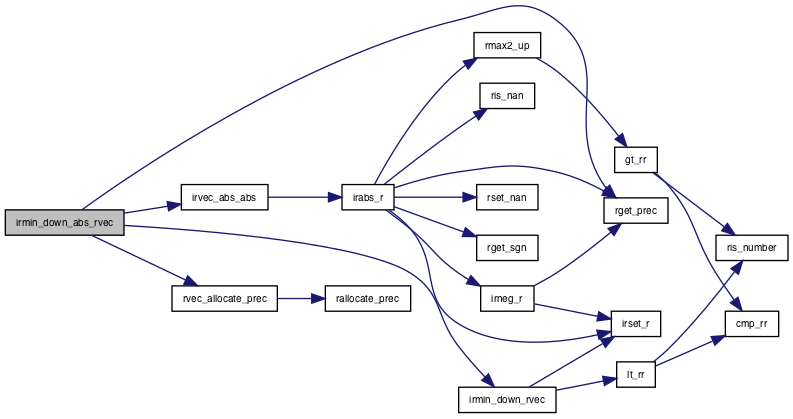 rmax2_up
ris_nan
gt_rr
irvec_abs_abs
irabs_r
rset_nan
rget_prec
irmin_down_abs_rvec
rget_sgn
ris_number
rvec_allocate_prec
rallocate_prec
irneg_r
irset_r
cmp_rr
lt_rr
irmin_down_rvec